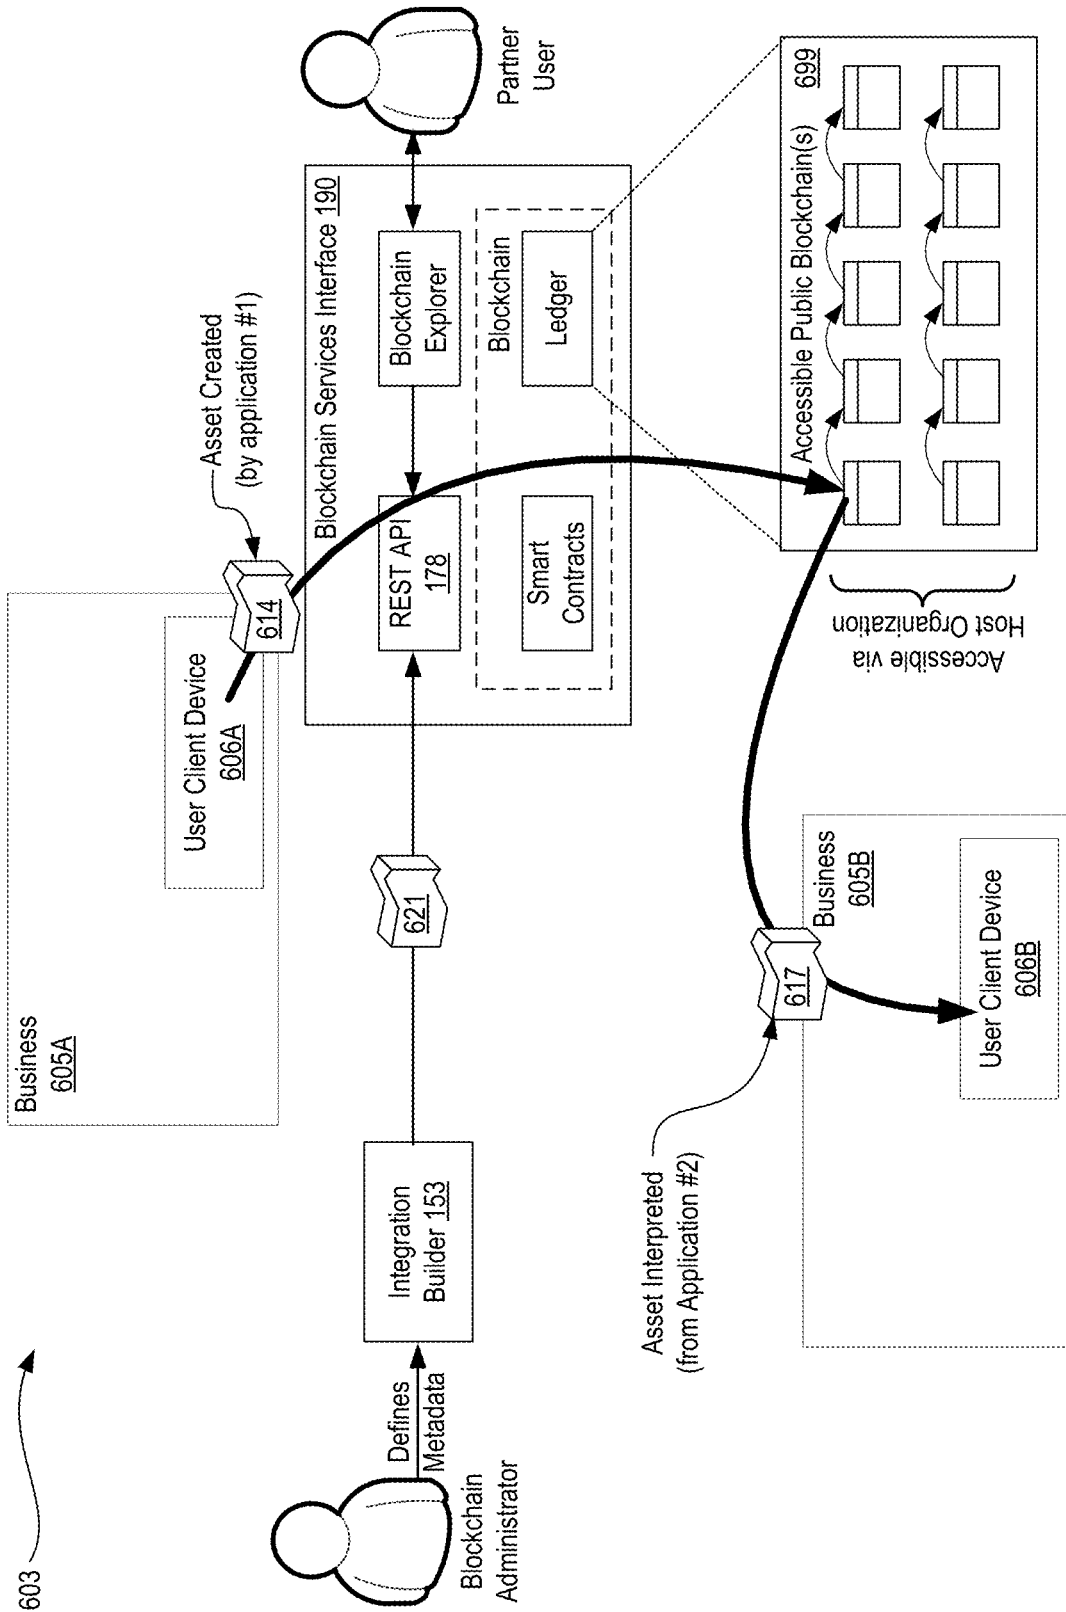 603
Business
605A
User Client Device
606A
614
Asset Created
(by application #1)
Blockchain
Administrator
Defines
Metadata
Integration
Builder 153
621
Blockchain Services Interface 190
REST API
178
Blockchain
Explorer
Blockchain
Smart
Contracts
Ledger
Partner
User
Asset Interpreted
(from Application #2)
617
Business
605B
User Client Device
606B
Accessible via
Host Organization
Accessible Public Blockchain(s)
699